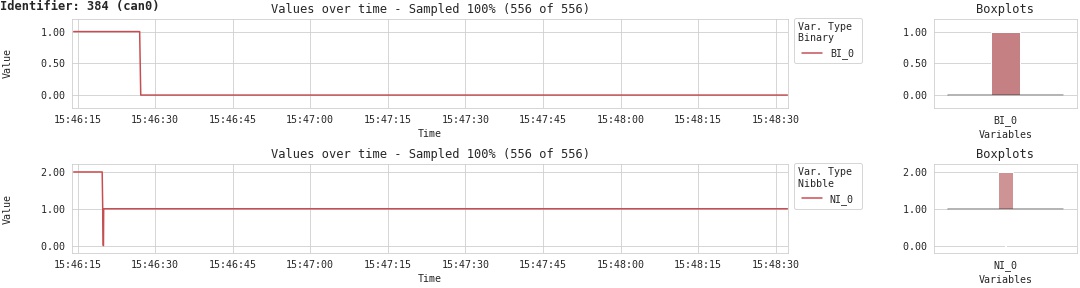 Identifier: 384 (can0)
Values over time - Sampled 100% (556 of 556)
Boxplots
Value
1.00
0.50
0.00
15:46:15 15:46:30 15:46:45 15:47:00 15:47:15 15:47:30 15:47:45 15:48:00 15:48:15 15:48:30
Time
Var. Type
Binary
BI_0
1.00
0.50
0.00
BI_0
Variables
Values over time - Sampled 100% (556 of 556)
Boxplots
Value
2.00
1.00
0.00
15:46:15 15:46:30 15:46:45 15:47:00 15:47:15 15:47:30 15:47:45 15:48:00 15:48:15 15:48:30
Time
Var. Type
Nibble
NI_0
2.00
1.00
0.00
NI_0
Variables